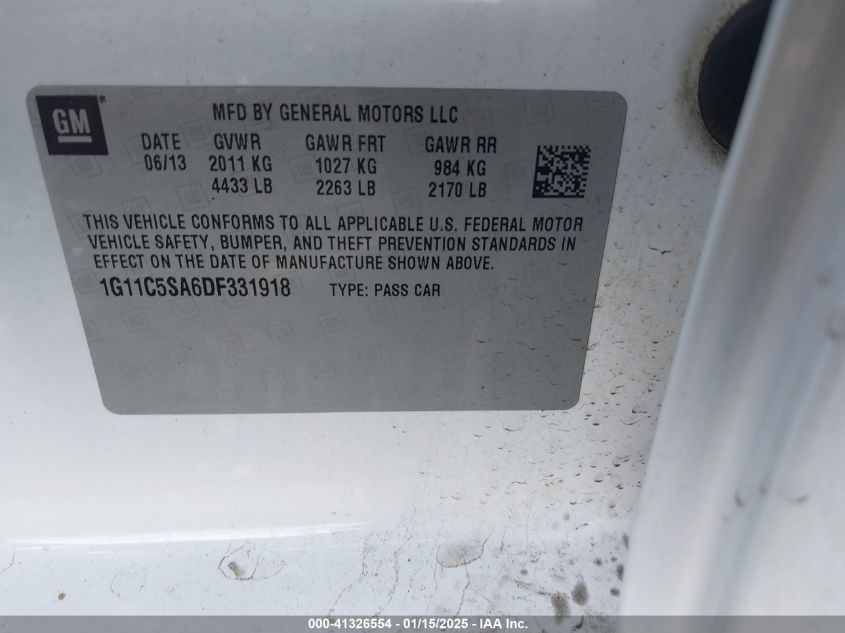 GM
MFD BY GENERAL MOTORS LLC
DATE GVWR GAWR FRT GAWR RR
06/13 2011 KG 1027 KG 984 KG
4433 LB 2263 LB 2170 LB
THIS VEHICLE CONFORMS TO ALL APPLICABLE U.S. FEDERAL MOTOR
VEHICLE SAFETY, BUMPER, AND THEFT PREVENTION STANDARDS IN
EFFECT ON THE DATE OF MANUFACTURE SHOWN ABOVE.
1G11C5SA6DF331918 TYPE: PASS CAR
000-41326554 - 01/15/2025 - IAA Inc.